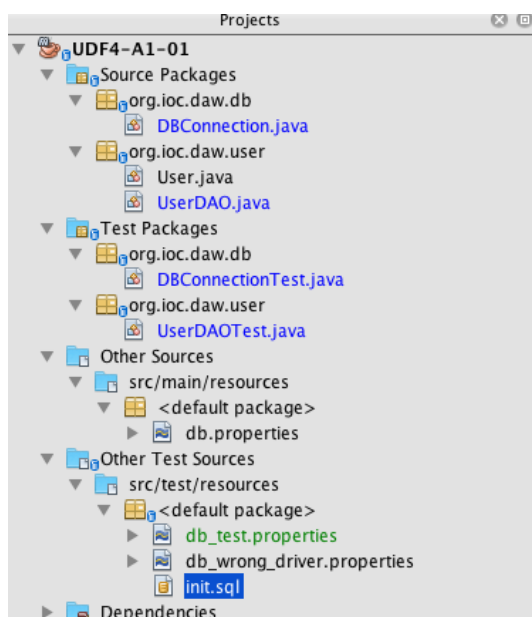 Projects
UDF4-A1-01
Source Packages
org.ioc.daw.db
DBConnection.java
org.ioc.daw.user
User.java
UserDAO.java
Test Packages
org.ioc.daw.db
DBConnectionTest.java
org.ioc.daw.user
UserDAOTest.java
Other Sources
src/main/resources
<default package>
db.properties
Other Test Sources
src/test/resources
<default package>
db_test.properties
db_wrong_driver.properties
init.sql
Dependencies